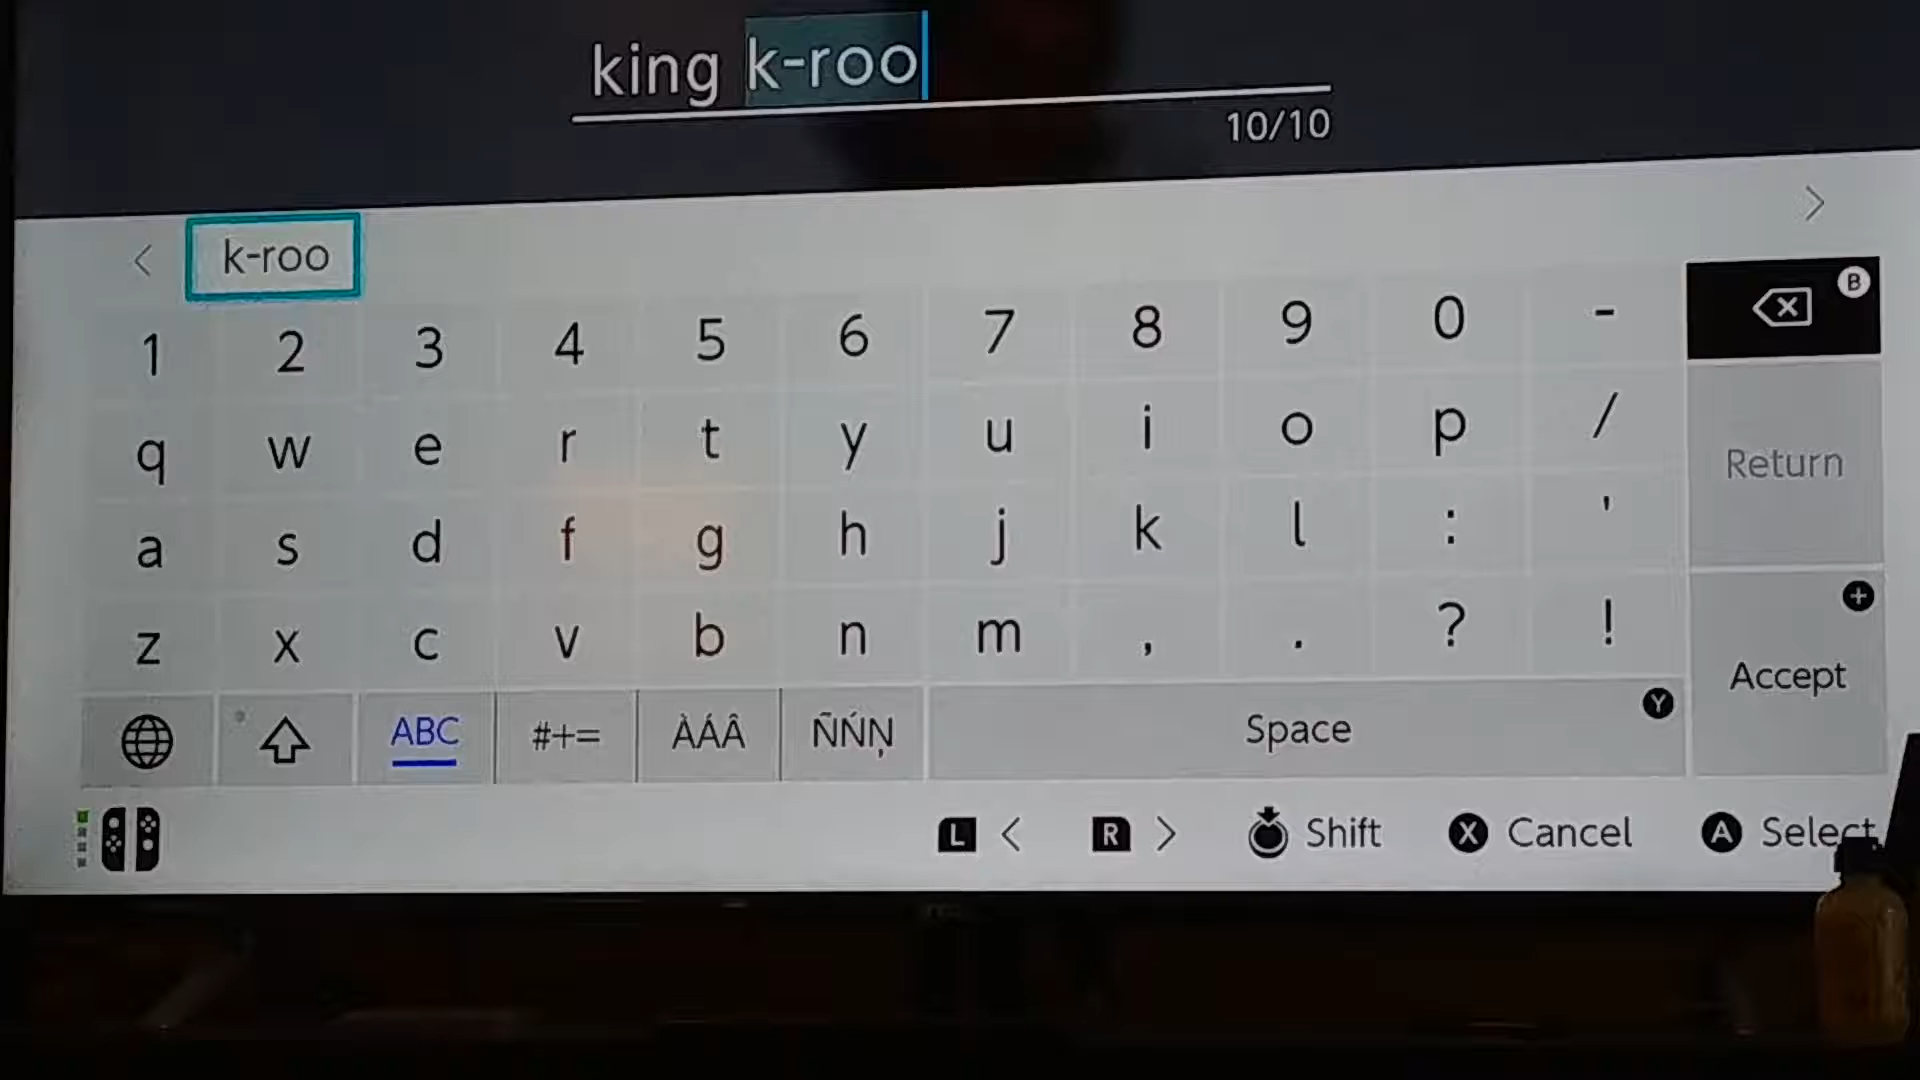 king k-roo
10/10
< k-roo >
1 2 3 4 5 6 7 8 9 0 - B
q w e r t y u i o p /
Return
a s d f g h j k l : '
z x c v b n m , . ? ! +
Accept
ABC #+= ÀÁÂ ÑŃŅ Space Y
L < R > Shift X Cancel A Select